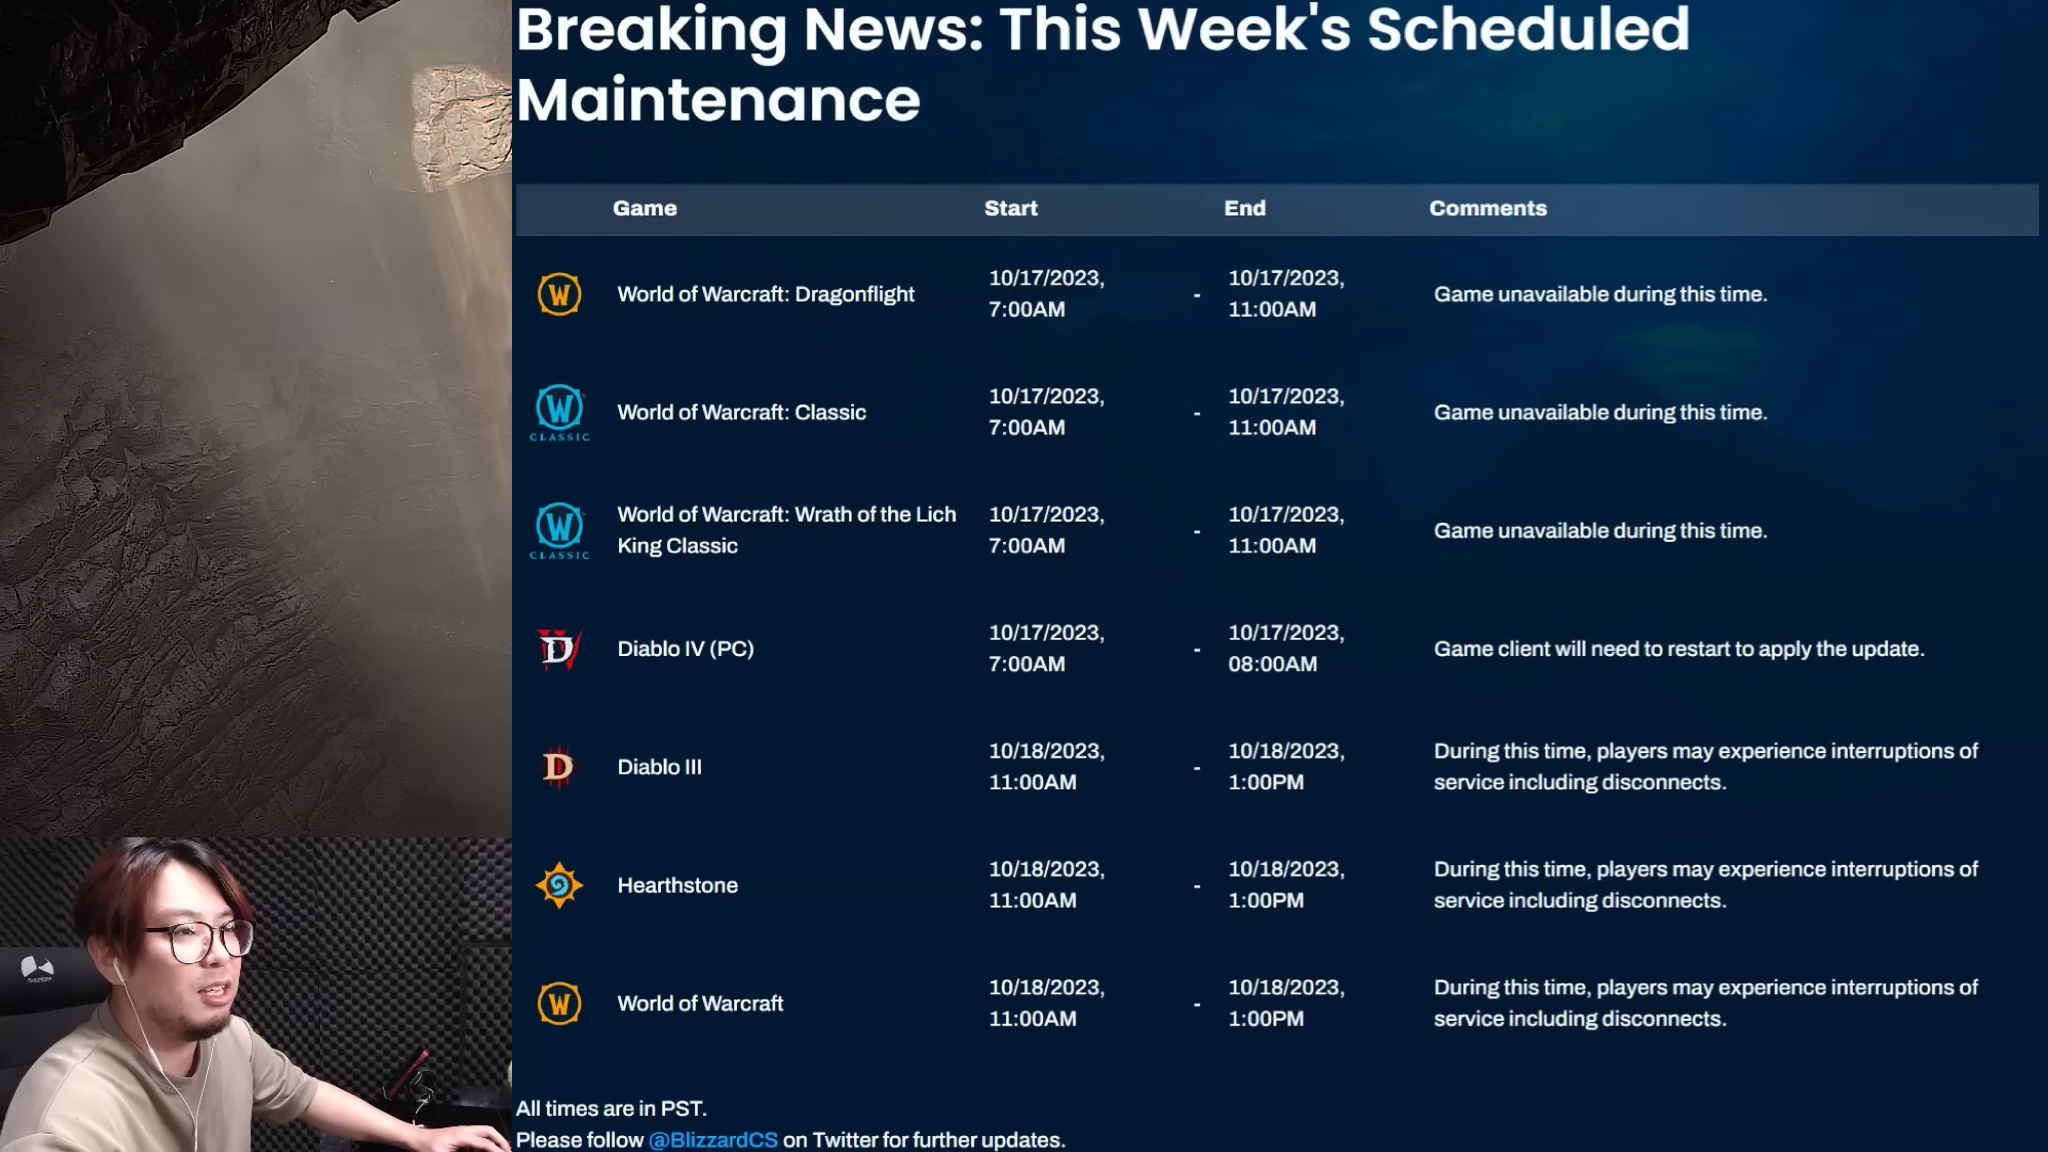 Breaking News: This Week's Scheduled
Maintenance
Game Start End Comments
World of Warcraft: Dragonflight
10/17/2023,
7:00AM
-
10/17/2023,
11:00AM
Game unavailable during this time.
CLASSIC
World of Warcraft: Classic
10/17/2023,
7:00AM
-
10/17/2023,
11:00AM
Game unavailable during this time.
CLASSIC
World of Warcraft: Wrath of the Lich
King Classic
10/17/2023,
7:00AM
-
10/17/2023,
11:00AM
Game unavailable during this time.
Diablo IV (PC)
10/17/2023,
7:00AM
-
10/17/2023,
08:00AM
Game client will need to restart to apply the update.
Diablo III
10/18/2023,
11:00AM
-
10/18/2023,
1:00PM
During this time, players may experience interruptions of
service including disconnects.
Hearthstone
10/18/2023,
11:00AM
-
10/18/2023,
1:00PM
During this time, players may experience interruptions of
service including disconnects.
World of Warcraft
10/18/2023,
11:00AM
-
10/18/2023,
1:00PM
During this time, players may experience interruptions of
service including disconnects.
All times are in PST.
Please follow @BlizzardCS on Twitter for further updates.